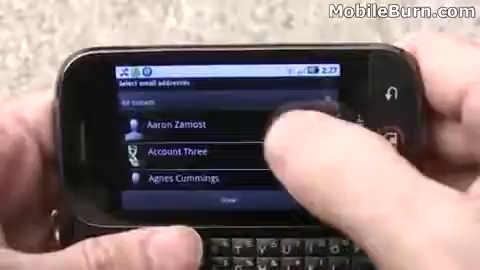 MobileBurn.com
2:27
Select email addresses
All contacts
Aaron Zamost
Account Three
Agnes Cummings
Done